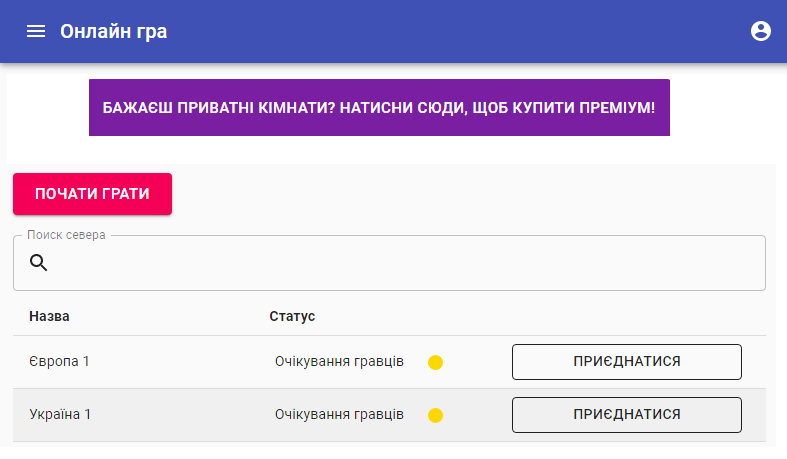 Онлайн гра
БАЖАЄШ ПРИВАТНІ КІМНАТИ? НАТИСНИ СЮДИ, ЩОБ КУПИТИ ПРЕМІУМ!
ПОЧАТИ ГРАТИ
Поиск севера
Назва Статус
Європа 1 Очікування гравців ПРИЄДНАТИСЯ
Україна 1 Очікування гравців ПРИЄДНАТИСЯ